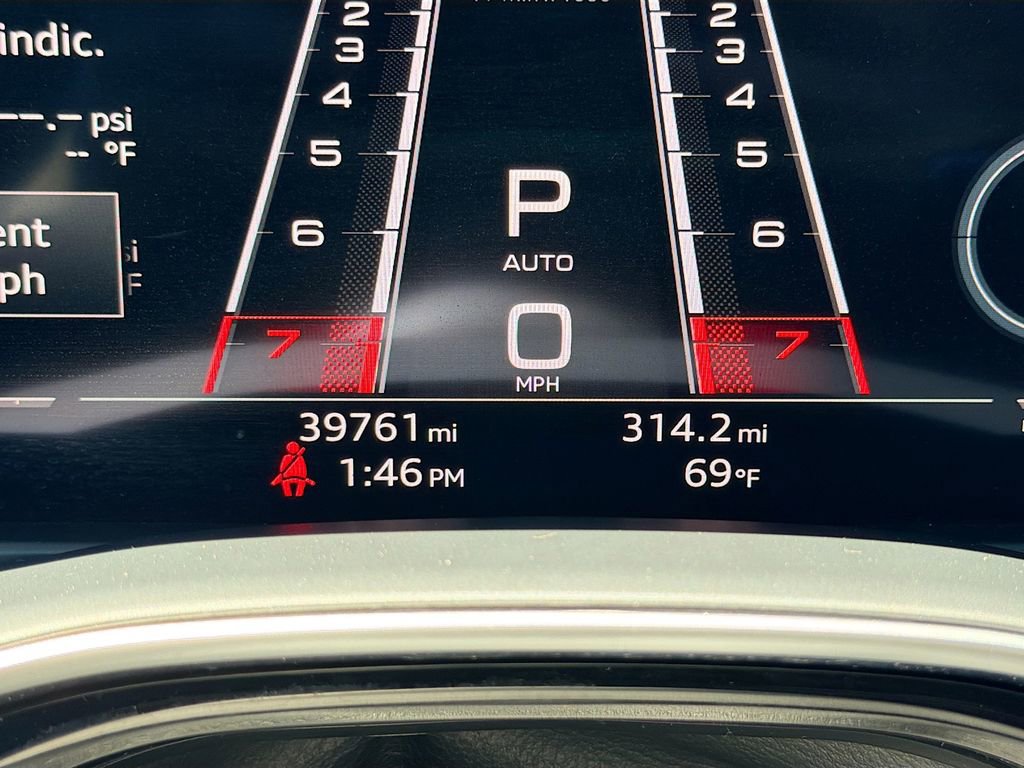 indic.
--.- psi
-- °F
ent
ph
2 2
3 3
4 4
5 5
6 6
7 7
P
AUTO
0
MPH
39761 mi 314.2 mi
1:46 PM 69°F